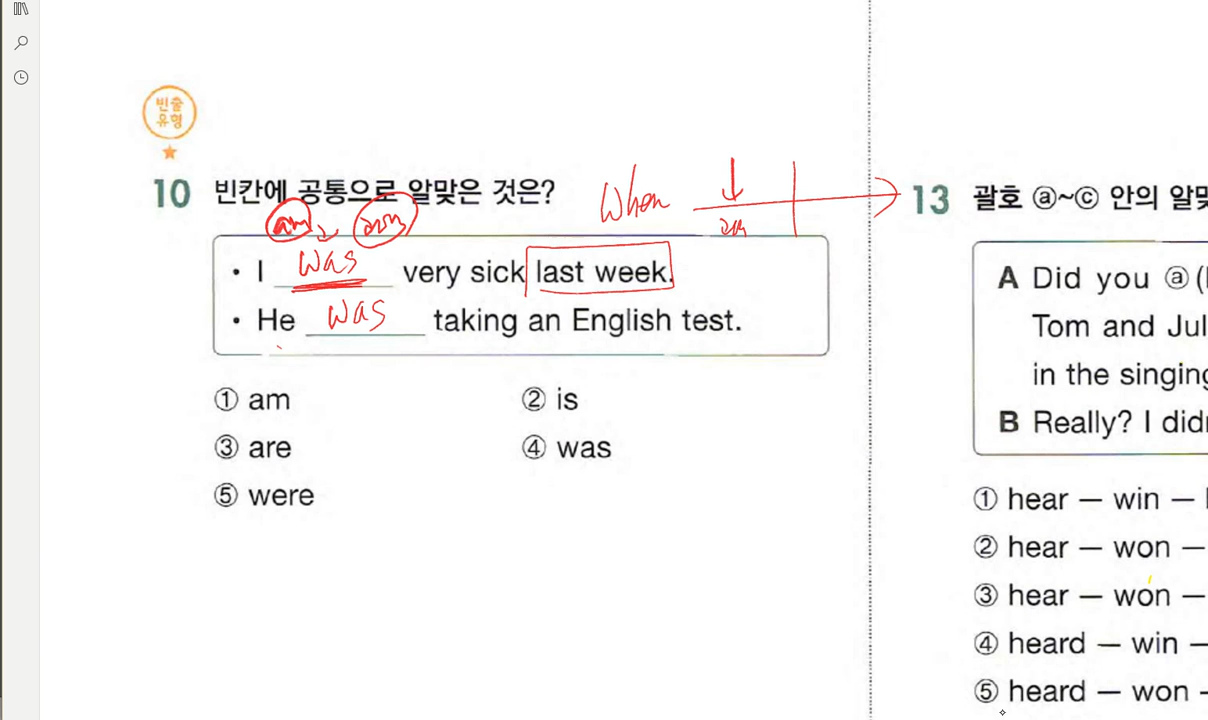 빈출
유형
10 빈칸에 공통으로 알맞은 것은?
When
am was
• I was very sick last week.
• He was taking an English test.
① am ② is
③ are ④ was
⑤ were
13 괄호 ⓐ~ⓒ 안의
A Did you ⓐ
Tom and Jul
in the singing
B Really? I didn
① hear – win –
② hear – won –
③ hear – won –
④ heard – win –
⑤ heard – won -